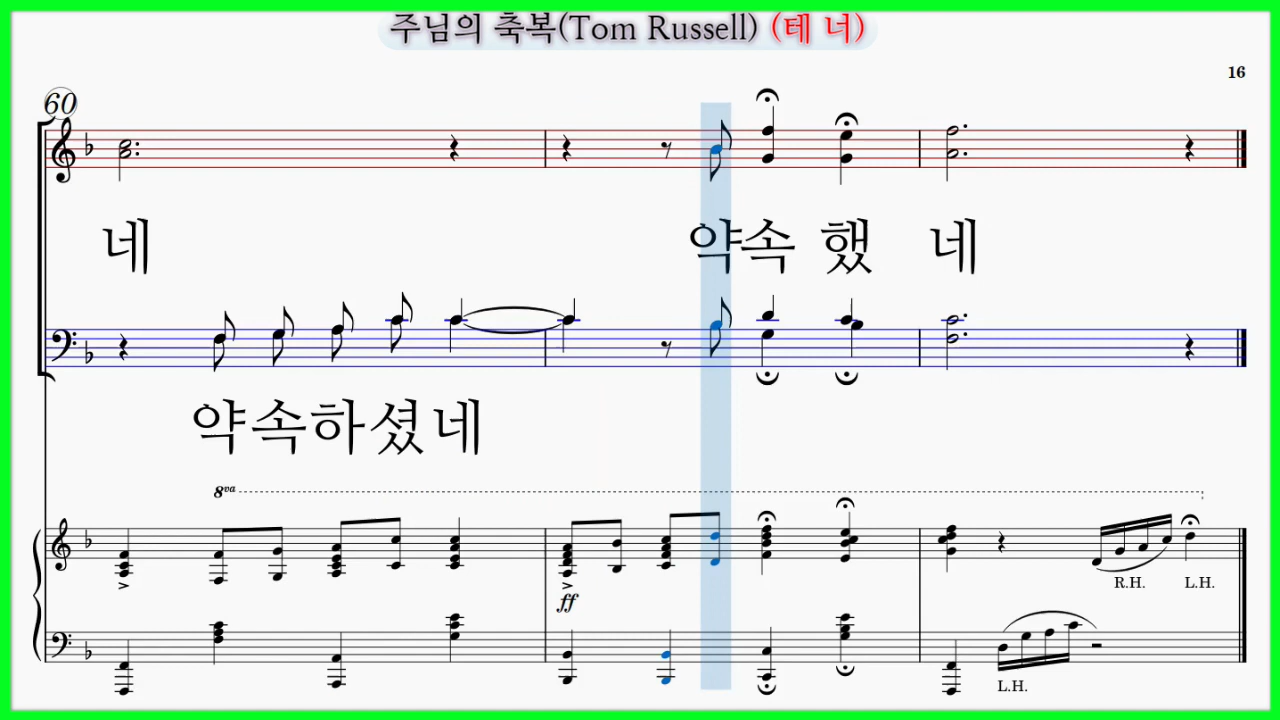 주님의 축복(Tom Russell) (테 너)
16
60
네 약속 했 네
약속하셨네
8va
ff
R.H. L.H.
L.H.